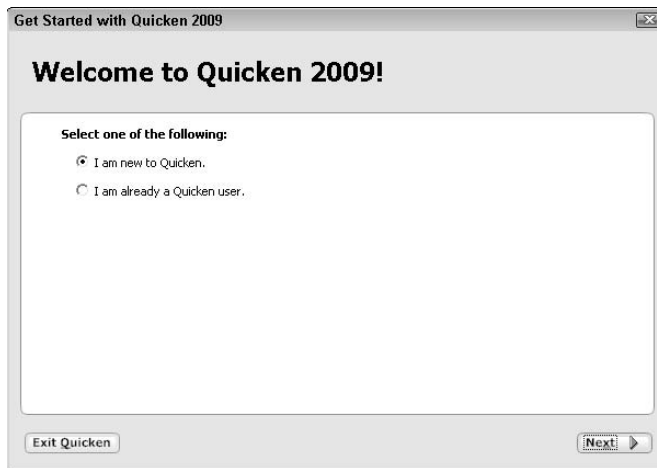 Get Started with Quicken 2009
Welcome to Quicken 2009!
Select one of the following:
I am new to Quicken.
I am already a Quicken user.
Exit Quicken
Next